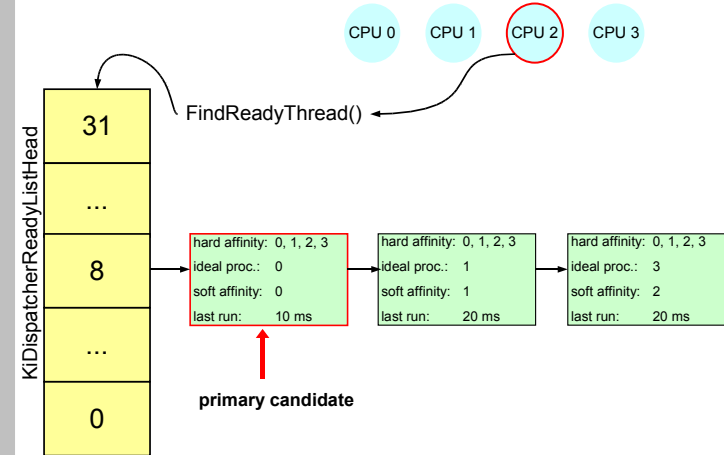 CPU 0
CPU 1
CPU 2
CPU 3
FindReadyThread()
KiDispatcherReadyListHead
31
...
8
...
0
hard affinity: 0, 1, 2, 3
ideal proc.: 0
soft affinity: 0
last run: 10 ms
hard affinity: 0, 1, 2, 3
ideal proc.: 1
soft affinity: 1
last run: 20 ms
hard affinity: 0, 1, 2, 3
ideal proc.: 3
soft affinity: 2
last run: 20 ms
primary candidate